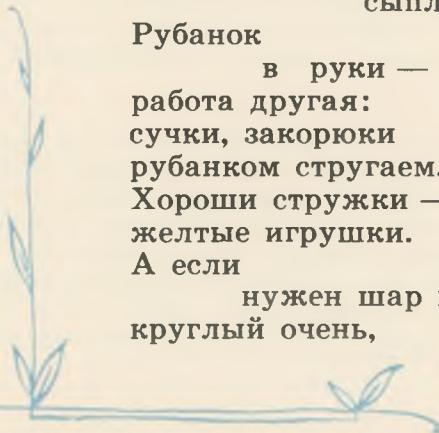 Рубанок
в руки —
работа другая:
сучки, закорюки
рубанком стругаем.
Хороши стружки —
желтые игрушки.
А если
нужен шар
круглый очень,